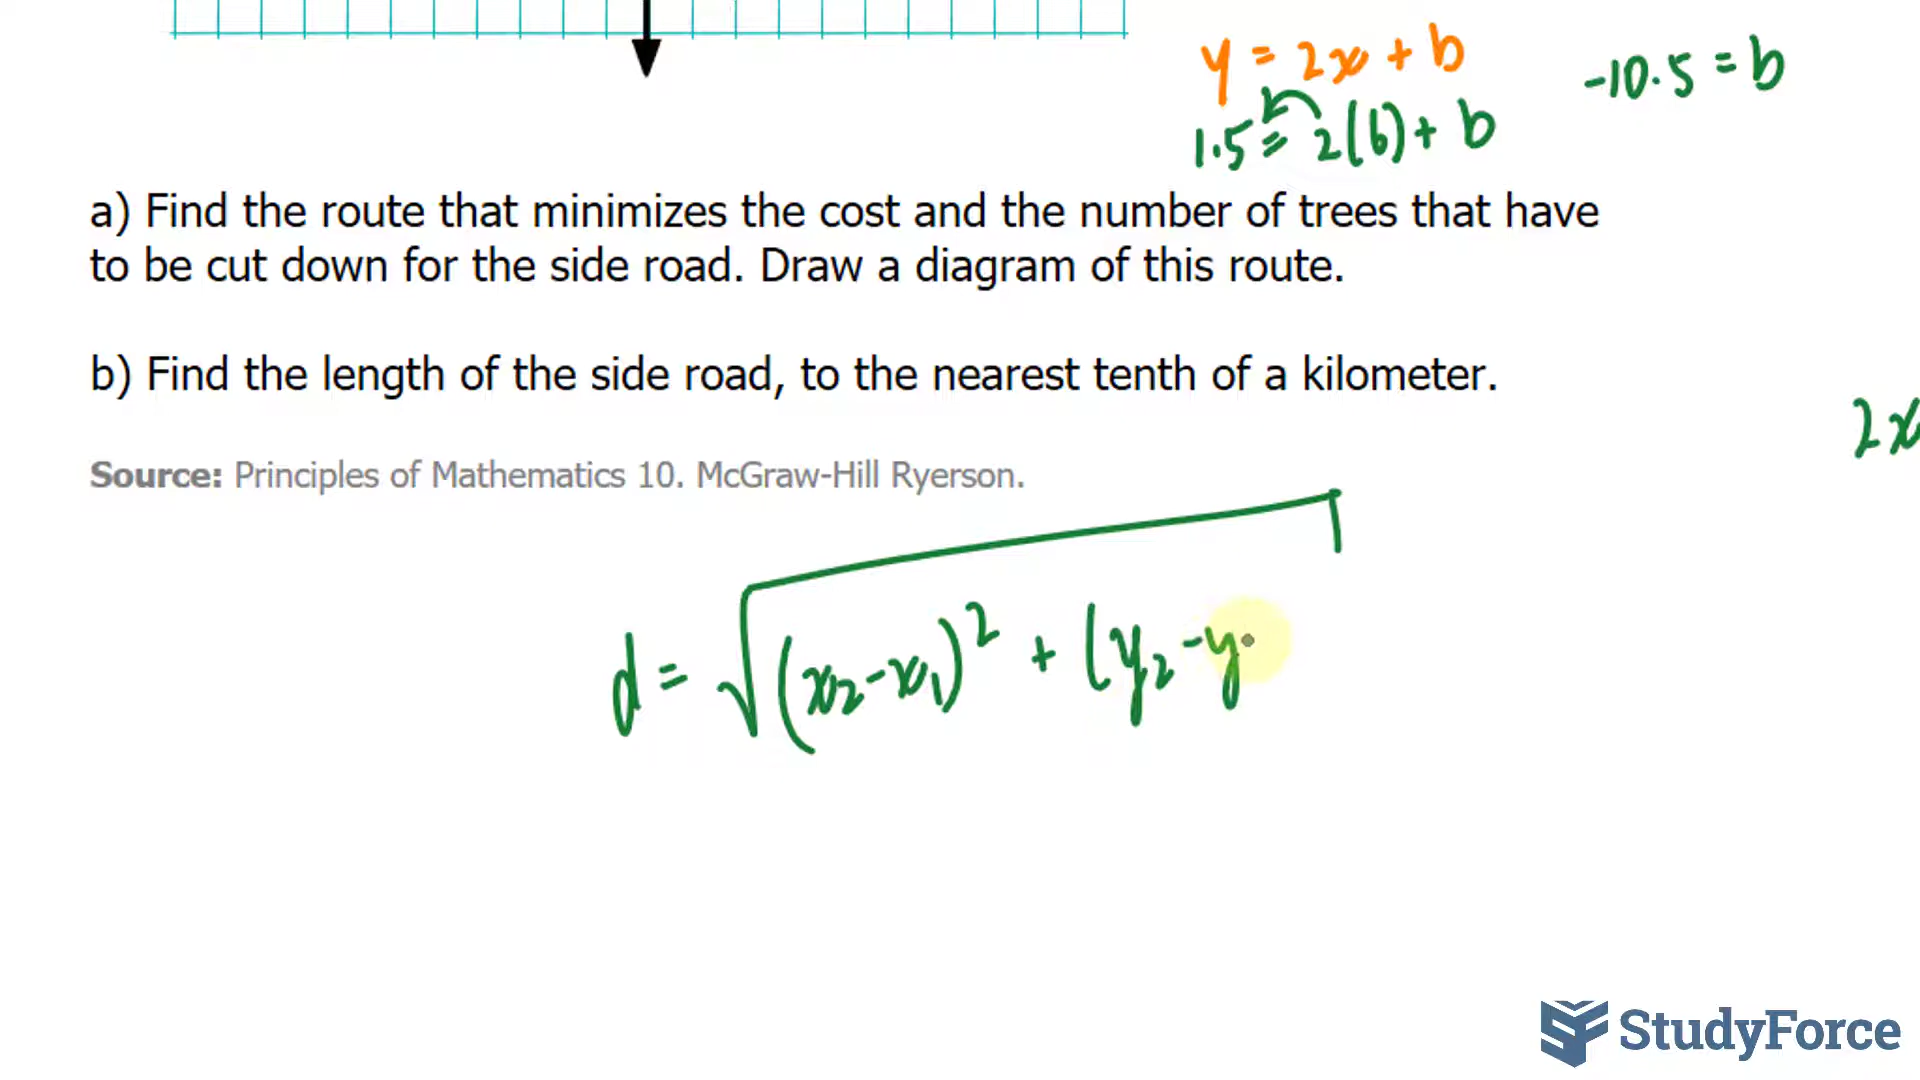 y = 2x + b
-10.5 = b
1.5 = 2(6) + b
a) Find the route that minimizes the cost and the number of trees that have
to be cut down for the side road. Draw a diagram of this route.
b) Find the length of the side road, to the nearest tenth of a kilometer.
2x
Source: Principles of Mathematics 10. McGraw-Hill Ryerson.
d = √(x₂-x₁)² + (y₂-y
StudyForce